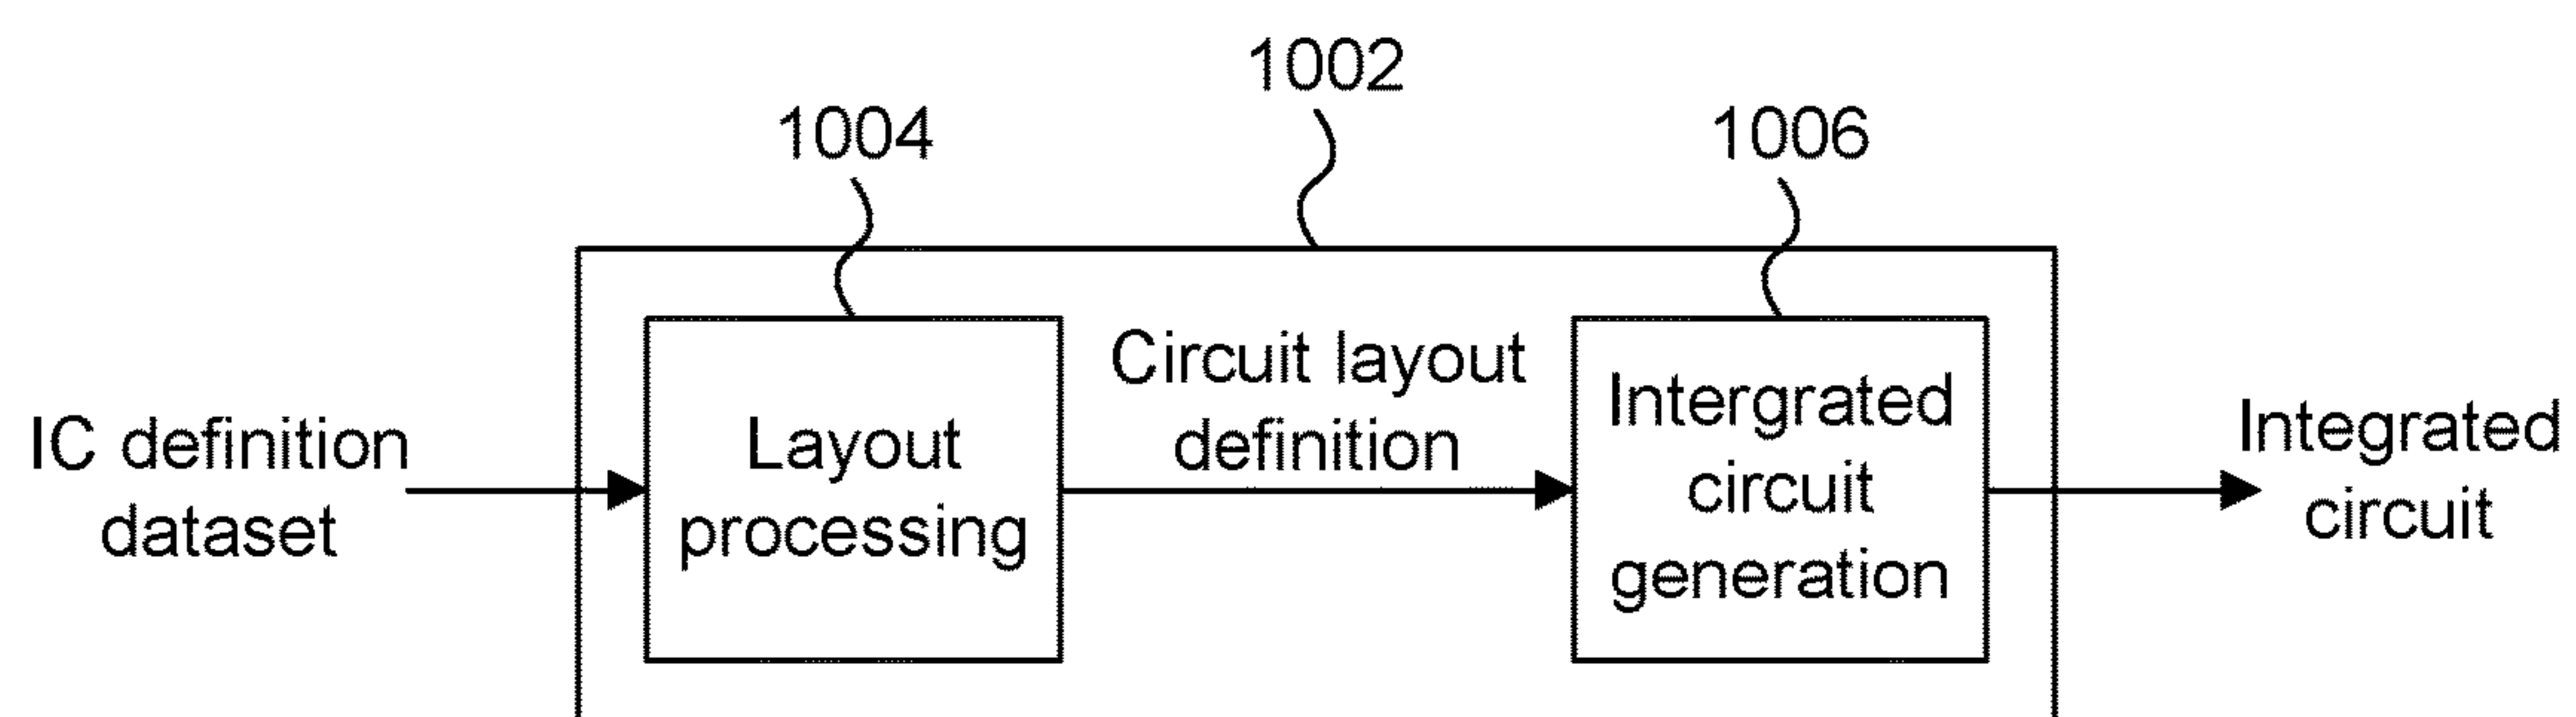 1002
1004
1006
IC definition
dataset
Layout
processing
Circuit layout
definition
Intergrated
circuit
generation
Integrated
circuit